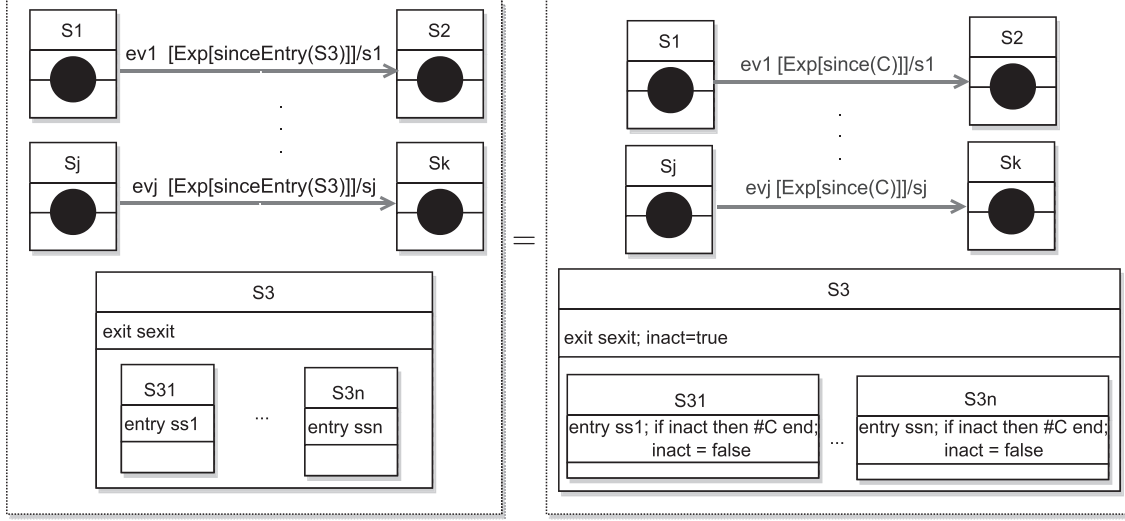 S1
S2
ev1 [Exp[sinceEntry(S3)]]/s1
.
.
.
Sj
Sk
evj [Exp[sinceEntry(S3)]]/sj
S3
exit sexit
S31
entry ss1
...
S3n
entry ssn
=
S1
S2
ev1 [Exp[since(C)]]/s1
.
.
.
Sj
Sk
evj [Exp[since(C)]]/sj
S3
exit sexit; inact=true
S31
entry ss1; if inact then #C end;
inact = false
...
S3n
entry ssn; if inact then #C end;
inact = false